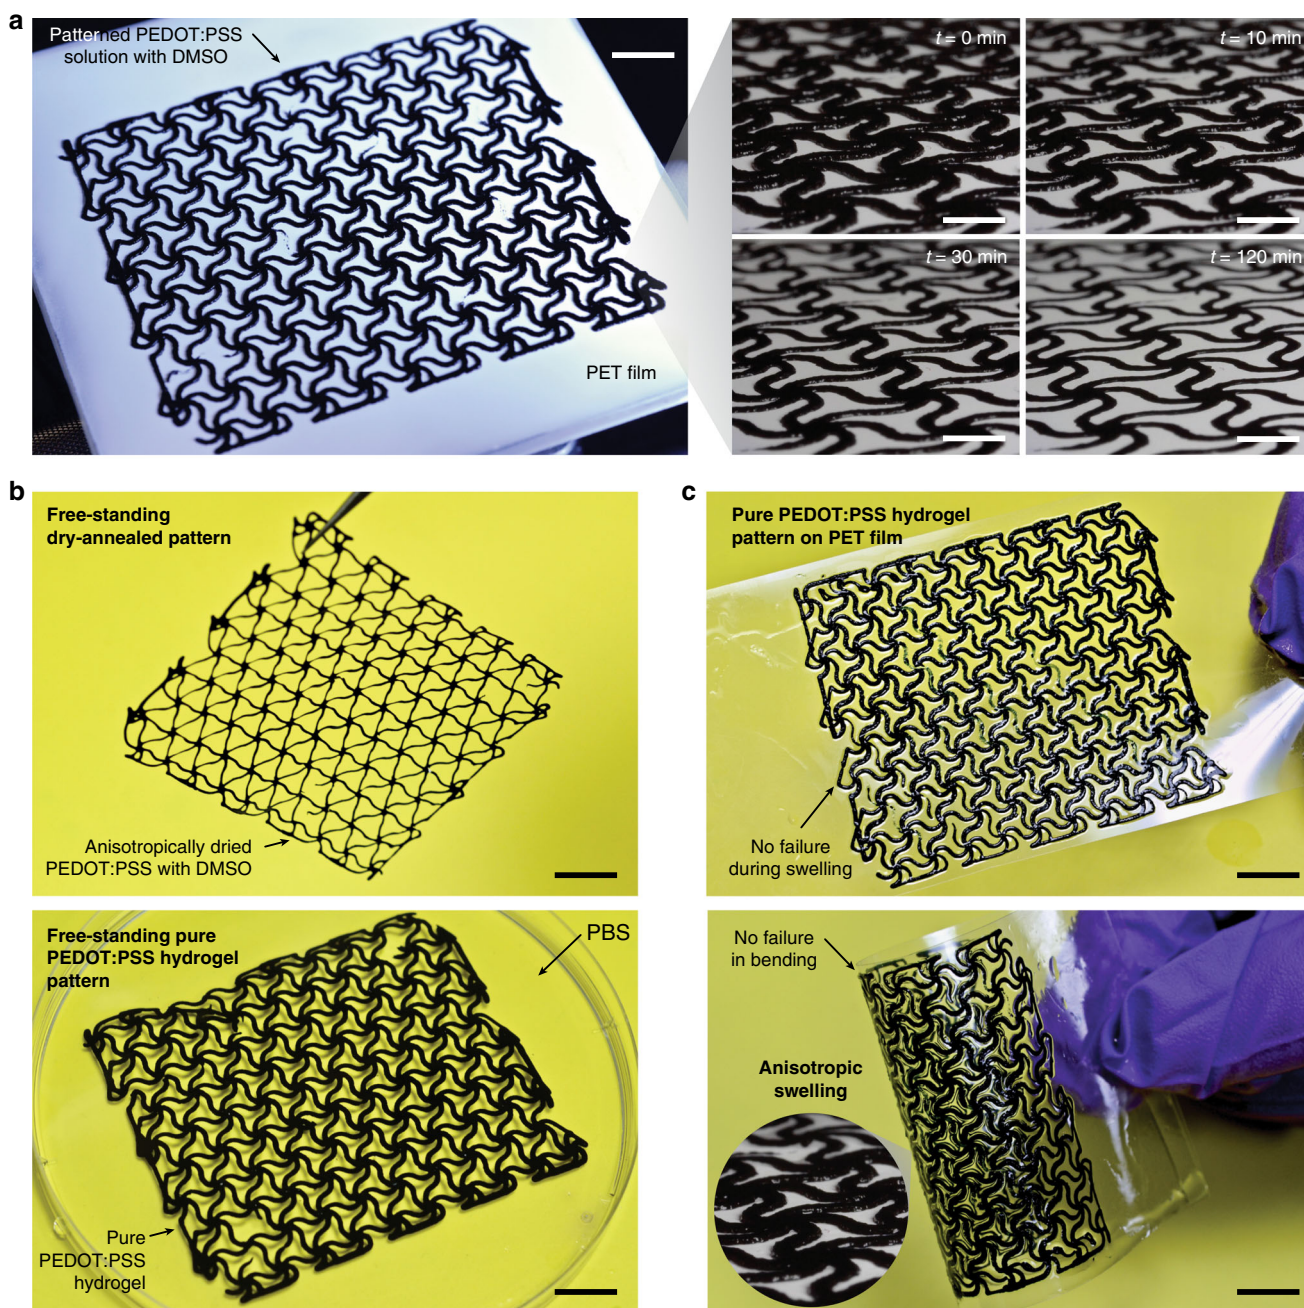 a
Patterned PEDOT:PSS
solution with DMSO
PET film
t = 0 min
t = 10 min
t = 30 min
t = 120 min
b
Free-standing
dry-annealed pattern
Anisotropically dried
PEDOT:PSS with DMSO
Free-standing pure
PEDOT:PSS hydrogel
pattern
PBS
Pure
PEDOT:PSS
hydrogel
c
Pure PEDOT:PSS hydrogel
pattern on PET film
No failure
during swelling
No failure
in bending
Anisotropic
swelling